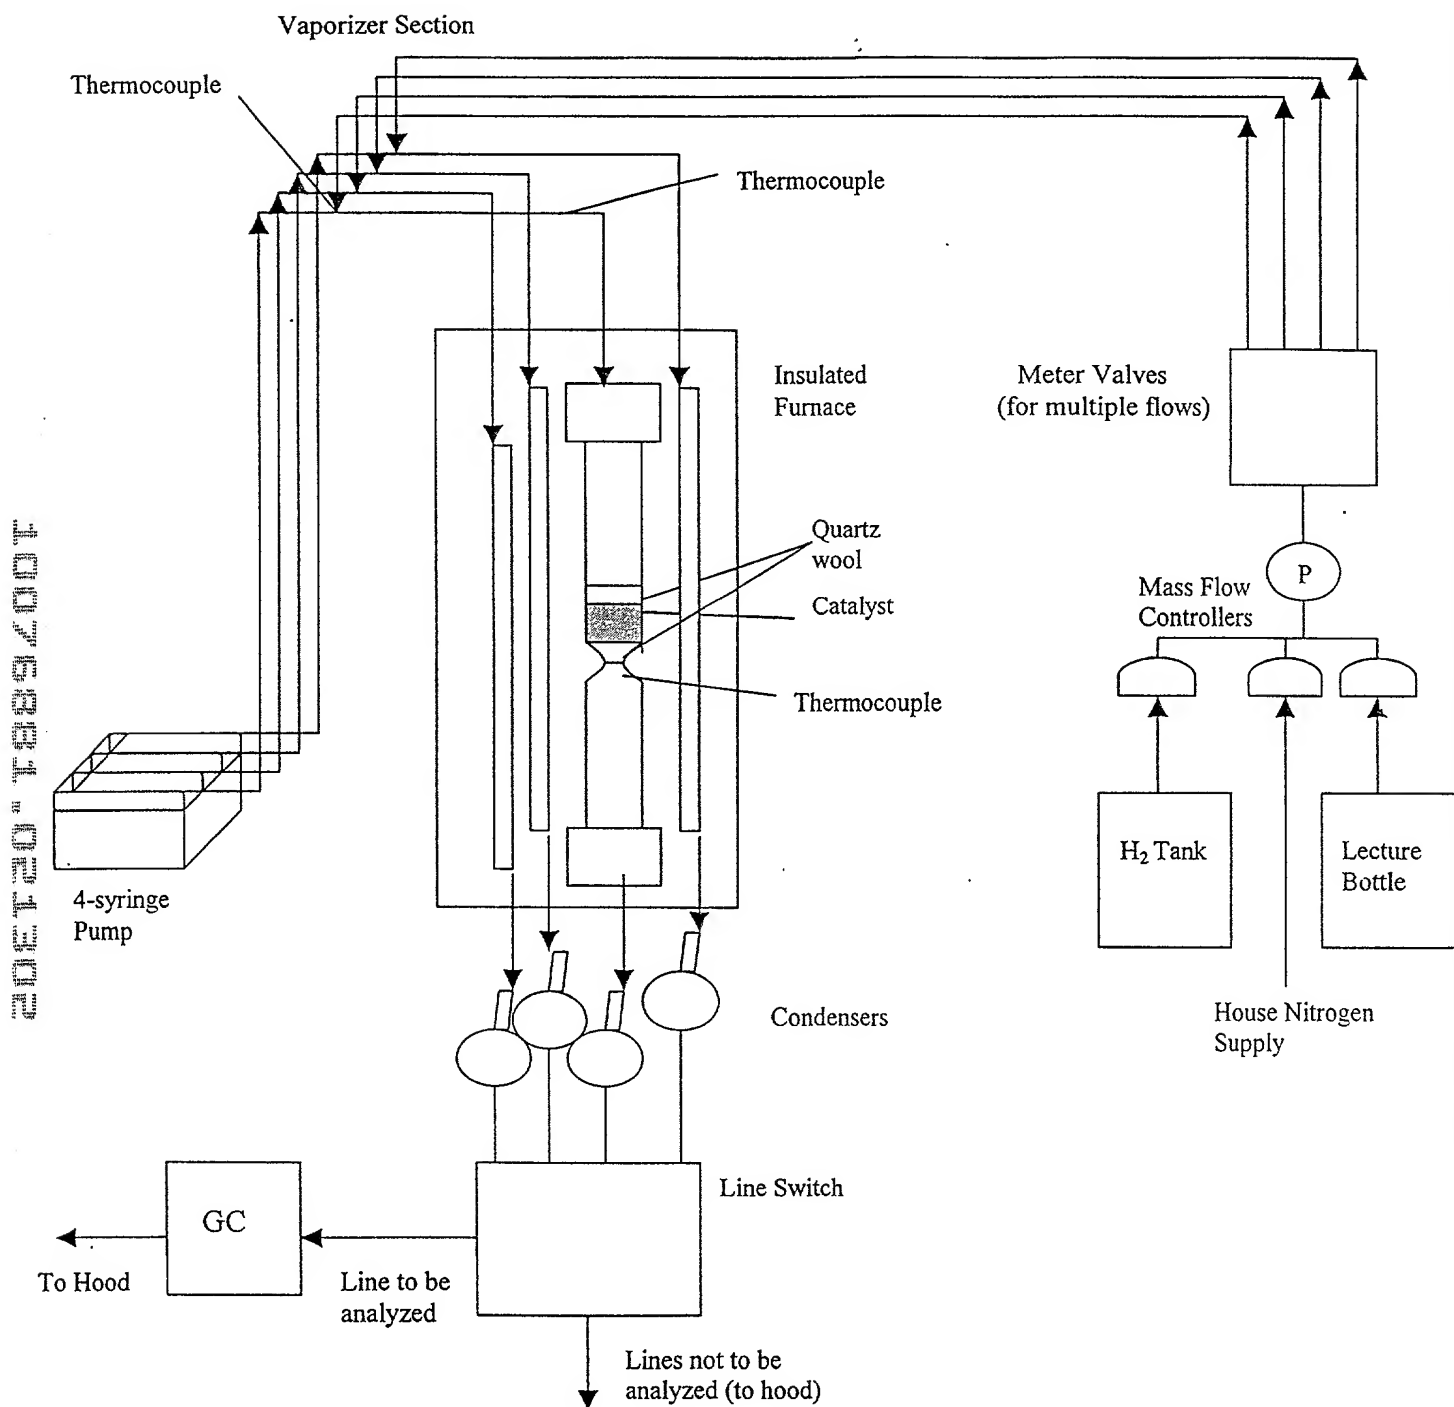 Vaporizer Section
Thermocouple
Thermocouple
Insulated
Furnace
Meter Valves
(for multiple flows)
Quartz
wool
Catalyst
P
Mass Flow
Controllers
Thermocouple
H₂ Tank
Lecture
Bottle
4-syringe
Pump
House Nitrogen
Supply
Condensers
Line Switch
GC
To Hood
Line to be
analyzed
Lines not to be
analyzed (to hood)
10076881.021302